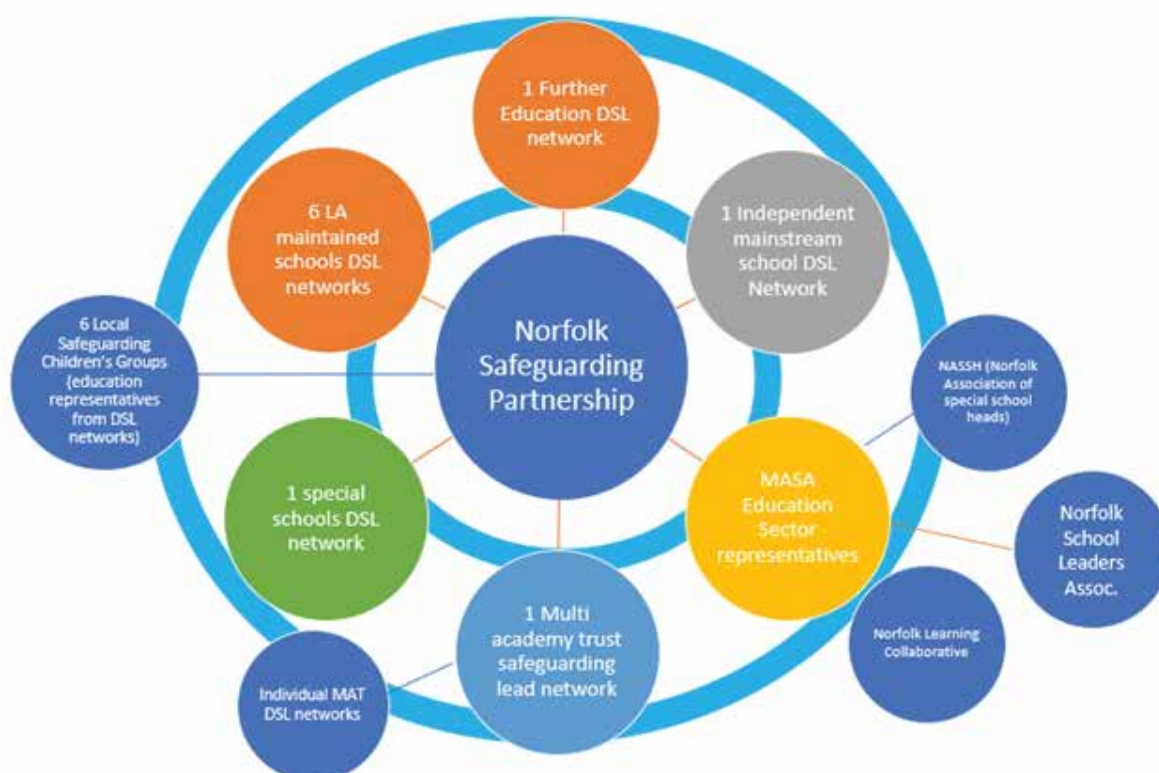 1 Further
Education DSL
network
6 LA
maintained
schools DSL
networks
1 Independent
mainstream
school DSL
Network
6 Local
Safeguarding
Children's Groups
(education
representatives
from DSL
networks)
Norfolk
Safeguarding
Partnership
NASSH (Norfolk
Association of
special school
heads)
1 special
schools DSL
network
MASA
Education
Sector
representatives
Norfolk
School
Leaders
Assoc.
1 Multi
academy trust
safeguarding
lead network
Norfolk Learning
Collaborative
Individual MAT
DSL networks